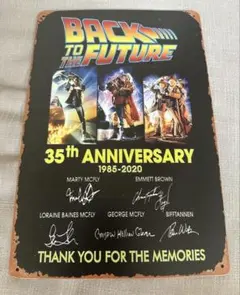 BACK
TO THE
FUTURE
35th ANNIVERSARY
1985-2020
MARTY MCFLY EMMETT BROWN
LORAINE BAINES MCFLY GEORGE MCFLY BIFFTANNEN
THANK YOU FOR THE MEMORIES